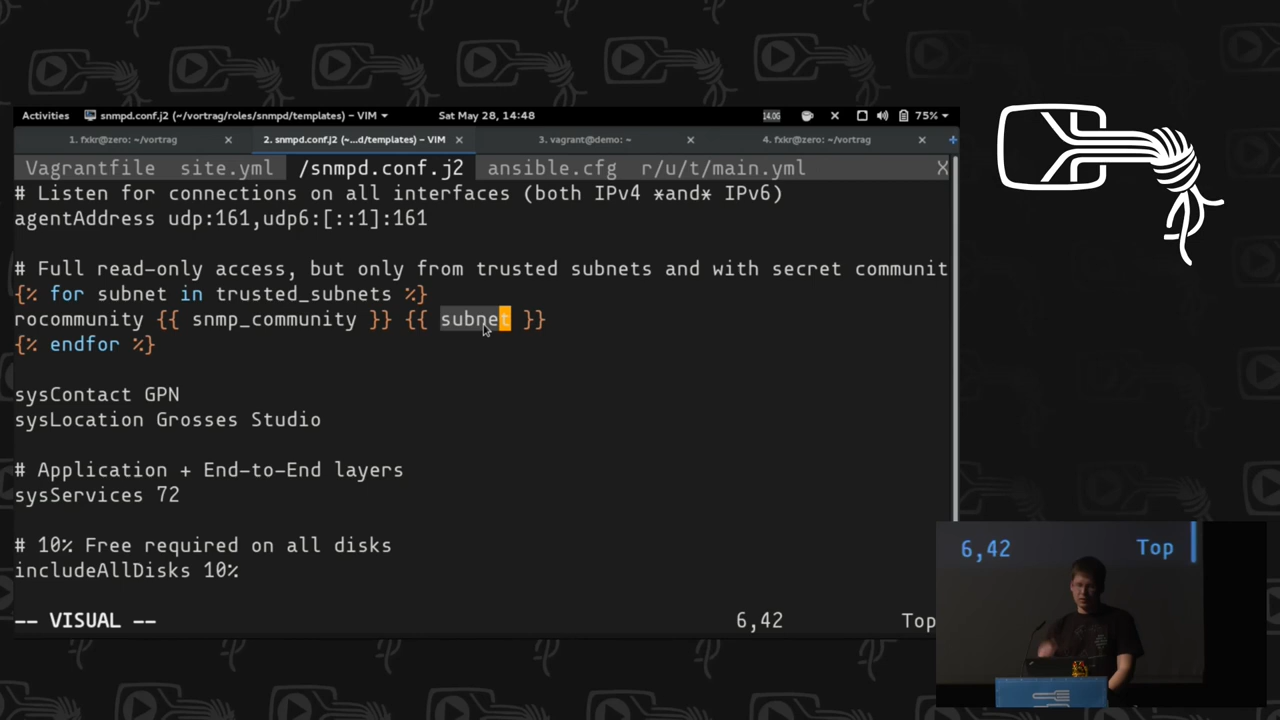 Activities snmpd.conf.j2 (~/vortrag/roles/snmpd/templates) - VIM Sat May 28, 14:48 14.0G 75%
1. fxkr@zero: ~/vortrag 2. snmpd.conf.j2 (~...d/templates) - VIM 3. vagrant@demo: ~ 4. fxkr@zero: ~/vortrag
Vagrantfile site.yml /snmpd.conf.j2 ansible.cfg r/u/t/main.yml X
# Listen for connections on all interfaces (both IPv4 *and* IPv6)
agentAddress udp:161,udp6:[::1]:161
# Full read-only access, but only from trusted subnets and with secret communit
{% for subnet in trusted_subnets %}
rocommunity {{ snmp_community }} {{ subnet }}
{% endfor %}
sysContact GPN
sysLocation Grosses Studio
# Application + End-to-End layers
sysServices 72
# 10% Free required on all disks
includeAllDisks 10%
-- VISUAL -- 6,42 Top
6,42 Top